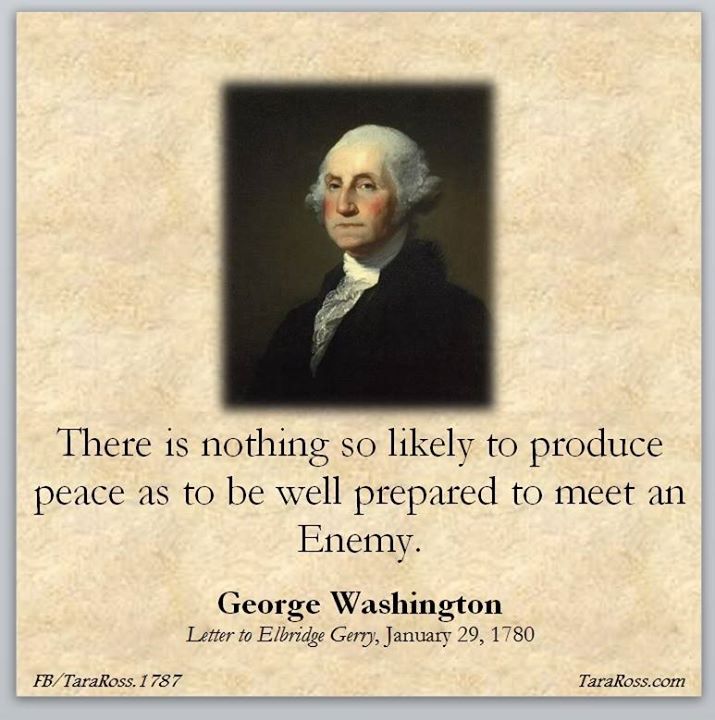 There is nothing so likely to produce
peace as to be well prepared to meet an
Enemy.
George Washington
Letter to Elbridge Gerry, January 29, 1780
FB/TaraRoss.1787
TaraRoss.com